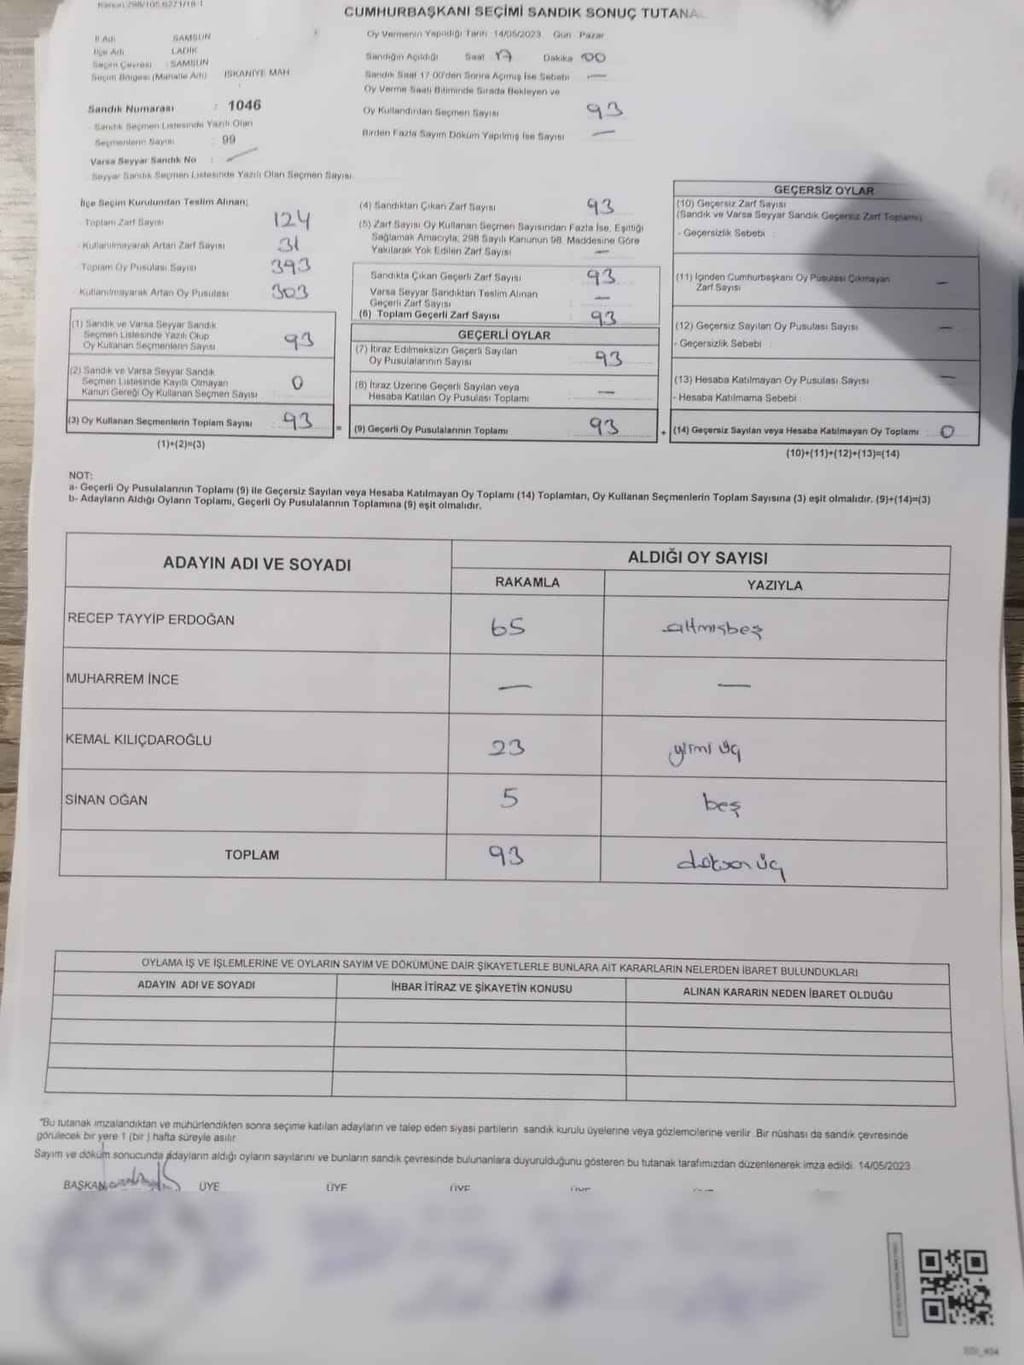 CUMHURBAŞKANI SEÇİMİ SANDIK SONUÇ TUTANA
İl Adı : SAMSUN
İlçe Adı : LADİK
Seçim Çevresi : SAMSUN
Seçim Bölgesi (Mahalle Adı) : İSKANİYE MAH
Sandık Numarası : 1046
Sandık Seçmen Listesinde Yazılı Olan
Seçmenlerin Sayısı : 99
Varsa Seyyar Sandık No : —
Seyyar Sandık Seçmen Listesinde Yazılı Olan Seçmen Sayısı
Oy Vermenin Yapıldığı Tarih: 14/05/2023 Gün Pazar
Sandığın Açıldığı Saat 17 Dakika 00
Sandık Saat 17:00'den Sonra Açmış İse Sebebi —
Oy Verme Saati Bitiminde Sırada Bekleyen ve
Oy Kullandırılan Seçmen Sayısı 93
Birden Fazla Sayım Döküm Yapılmış İse Sayısı —
İlçe Seçim Kurulundan Teslim Alınan;
Toplam Zarf Sayısı 124
Kullanılmayarak Artan Zarf Sayısı 31
Toplam Oy Pusulası Sayısı 393
Kullanılmayarak Artan Oy Pusulası 303
(1) Sandık ve Varsa Seyyar Sandık
Seçmen Listesinde Yazılı Olup
Oy Kullanan Seçmenlerin Sayısı 93
(2) Sandık ve Varsa Seyyar Sandık
Seçmen Listesinde Kayıtlı Olmayan
Kanun Gereği Oy Kullanan Seçmen Sayısı 0
(3) Oy Kullanan Seçmenlerin Toplam Sayısı 93 =
(1)+(2)=(3)
(4) Sandıktan Çıkan Zarf Sayısı 93
(5) Zarf Sayısı Oy Kullanan Seçmen Sayısından Fazla İse, Eşitliği
Sağlamak Amacıyla; 298 Sayılı Kanunun 98. Maddesine Göre
Yakılarak Yok Edilen Zarf Sayısı —
Sandıkta Çıkan Geçerli Zarf Sayısı 93
Varsa Seyyar Sandıktan Teslim Alınan
Geçerli Zarf Sayısı —
(6) Toplam Geçerli Zarf Sayısı 93
GEÇERLİ OYLAR
(7) İtiraz Edilmeksizin Geçerli Sayılan
Oy Pusulalarının Sayısı 93
(8) İtiraz Üzerine Geçerli Sayılan veya
Hesaba Katılan Oy Pusulası Toplamı —
(9) Geçerli Oy Pusulalarının Toplamı 93 +
GEÇERSİZ OYLAR
(10) Geçersiz Zarf Sayısı
(Sandık ve Varsa Seyyar Sandık Geçersiz Zarf Toplamı)
- Geçersizlik Sebebi :
(11) İçinden Cumhurbaşkanı Oy Pusulası Çıkmayan
Zarf Sayısı —
(12) Geçersiz Sayılan Oy Pusulası Sayısı —
- Geçersizlik Sebebi :
(13) Hesaba Katılmayan Oy Pusulası Sayısı —
- Hesaba Katılmama Sebebi :
(14) Geçersiz Sayılan veya Hesaba Katılmayan Oy Toplamı 0
(10)+(11)+(12)+(13)=(14)
NOT:
a- Geçerli Oy Pusulalarının Toplamı (9) ile Geçersiz Sayılan veya Hesaba Katılmayan Oy Toplamı (14) Toplamları, Oy Kullanan Seçmenlerin Toplam Sayısına (3) eşit olmalıdır. (9)+(14)=(3)
b- Adayların Aldığı Oyların Toplamı, Geçerli Oy Pusulalarının Toplamına (9) eşit olmalıdır.
ADAYIN ADI VE SOYADI
ALDIĞI OY SAYISI
RAKAMLA YAZIYLA
RECEP TAYYİP ERDOĞAN 65 altmışbeş
MUHARREM İNCE — —
KEMAL KILIÇDAROĞLU 23 yirmi üç
SİNAN OĞAN 5 beş
TOPLAM 93 doksan üç
OYLAMA İŞ VE İŞLEMLERİNE VE OYLARIN SAYIM VE DÖKÜMÜNE DAİR ŞİKAYETLERLE BUNLARA AİT KARARLARIN NELERDEN İBARET BULUNDUKLARI
ADAYIN ADI VE SOYADI İHBAR İTİRAZ VE ŞİKAYETİN KONUSU ALINAN KARARIN NEDEN İBARET OLDUĞU
"Bu tutanak imzalandıktan ve mühürlendikten sonra seçime katılan adayların ve talep eden siyasi partilerin sandık kurulu üyelerine veya gözlemcilerine verilir. Bir nüshası da sandık çevresinde
görülecek bir yere 1 (bir) hafta süreyle asılır.
Sayım ve döküm sonucunda adayların aldığı oyların sayılarını ve bunların sandık çevresinde bulunanlara duyurulduğunu gösteren bu tutanak tarafımızdan düzenlenerek imza edildi. 14/05/2023
BAŞKAN ÜYE ÜYE ÜYE